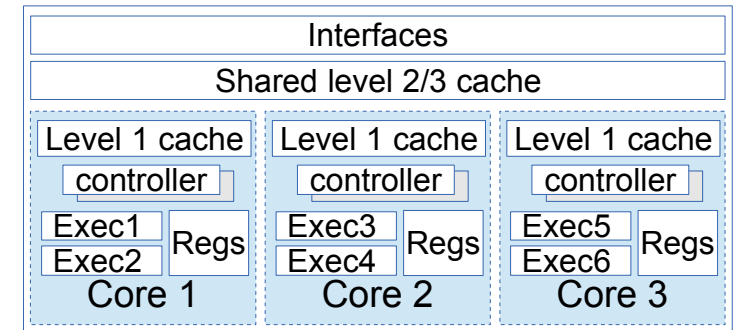 Interfaces
Shared level 2/3 cache
Level 1 cache
controller
Exec1
Exec2
Regs
Core 1
Level 1 cache
controller
Exec3
Exec4
Regs
Core 2
Level 1 cache
controller
Exec5
Exec6
Regs
Core 3